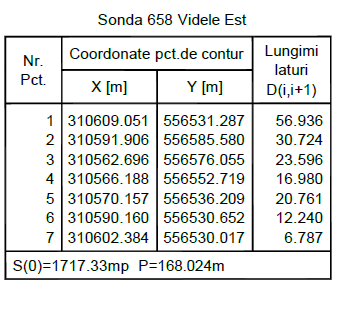 Sonda 658 Videle Est
Nr. Pct. Coordonate pct.de contur Lungimi laturi D(i,i+1)
X [m] Y [m]
1 310609.051 556531.287 56.936
2 310591.906 556585.580 30.724
3 310562.696 556576.055 23.596
4 310566.188 556552.719 16.980
5 310570.157 556536.209 20.761
6 310590.160 556530.652 12.240
7 310602.384 556530.017 6.787
S(0)=1717.33mp P=168.024m